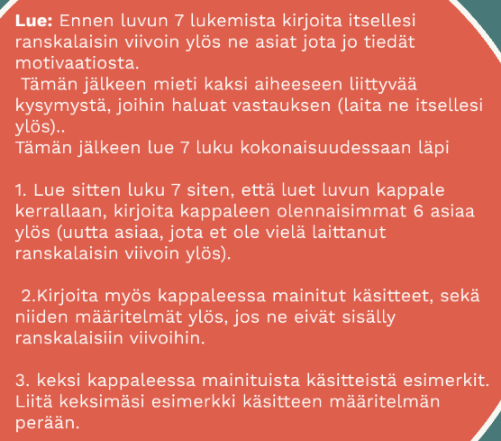 Lue: Ennen luvun 7 lukemista kirjoita itsellesi
ranskalaisin viivoin ylös ne asiat jota jo tiedät
motivaatiosta.
Tämän jälkeen mieti kaksi aiheeseen liittyvää
kysymystä, joihin haluat vastauksen (laita ne itsellesi
ylös)..
Tämän jälkeen lue 7 luku kokonaisuudessaan läpi
1. Lue sitten luku 7 siten, että luet luvun kappale
kerrallaan, kirjoita kappaleen olennaisimmat 6 asiaa
ylös (uutta asiaa, jota et ole vielä laittanut
ranskalaisin viivoin ylös).
2.Kirjoita myös kappaleessa mainitut käsitteet, sekä
niiden määritelmät ylös, jos ne eivät sisälly
ranskalaisiin viivoihin.
3. keksi kappaleessa mainituista käsitteistä esimerkit.
Liitä keksimäsi esimerkki käsitteen määritelmän
perään.